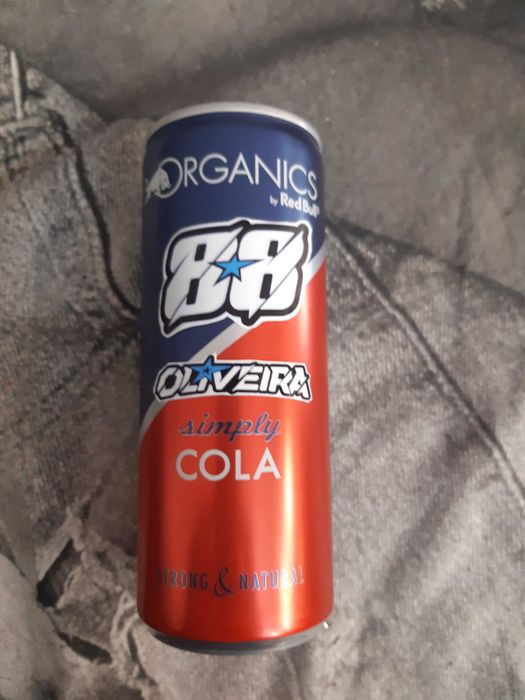 ORGANICS
by Red Bull®
88
OLIVEIRA
simply
COLA
STRONG & NATURAL